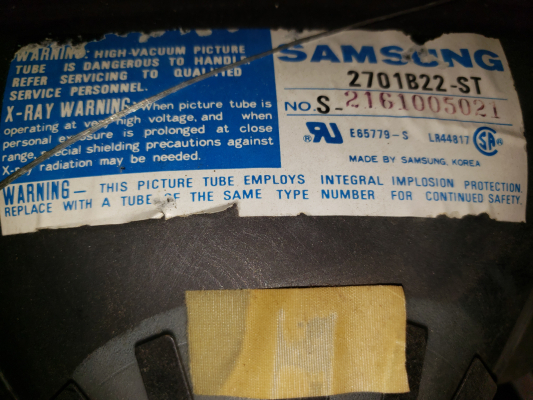 WARNING: HIGH-VACUUM PICTURE
TUBE IS DANGEROUS TO HANDLE
REFER SERVICING TO QUALIFIED
SERVICE PERSONNEL.
X-RAY WARNING: When picture tube is
operating at very high voltage, and when
personal exposure is prolonged at close
range, special shielding precautions against
X-ray radiation may be needed.
SAMSUNG
2701B22-ST
NO. S-2161005021
RU E85779-S LR44817 SA
MADE BY SAMSUNG, KOREA
WARNING — THIS PICTURE TUBE EMPLOYS INTEGRAL IMPLOSION PROTECTION
REPLACE WITH A TUBE OF THE SAME TYPE NUMBER FOR CONTINUED SAFETY.